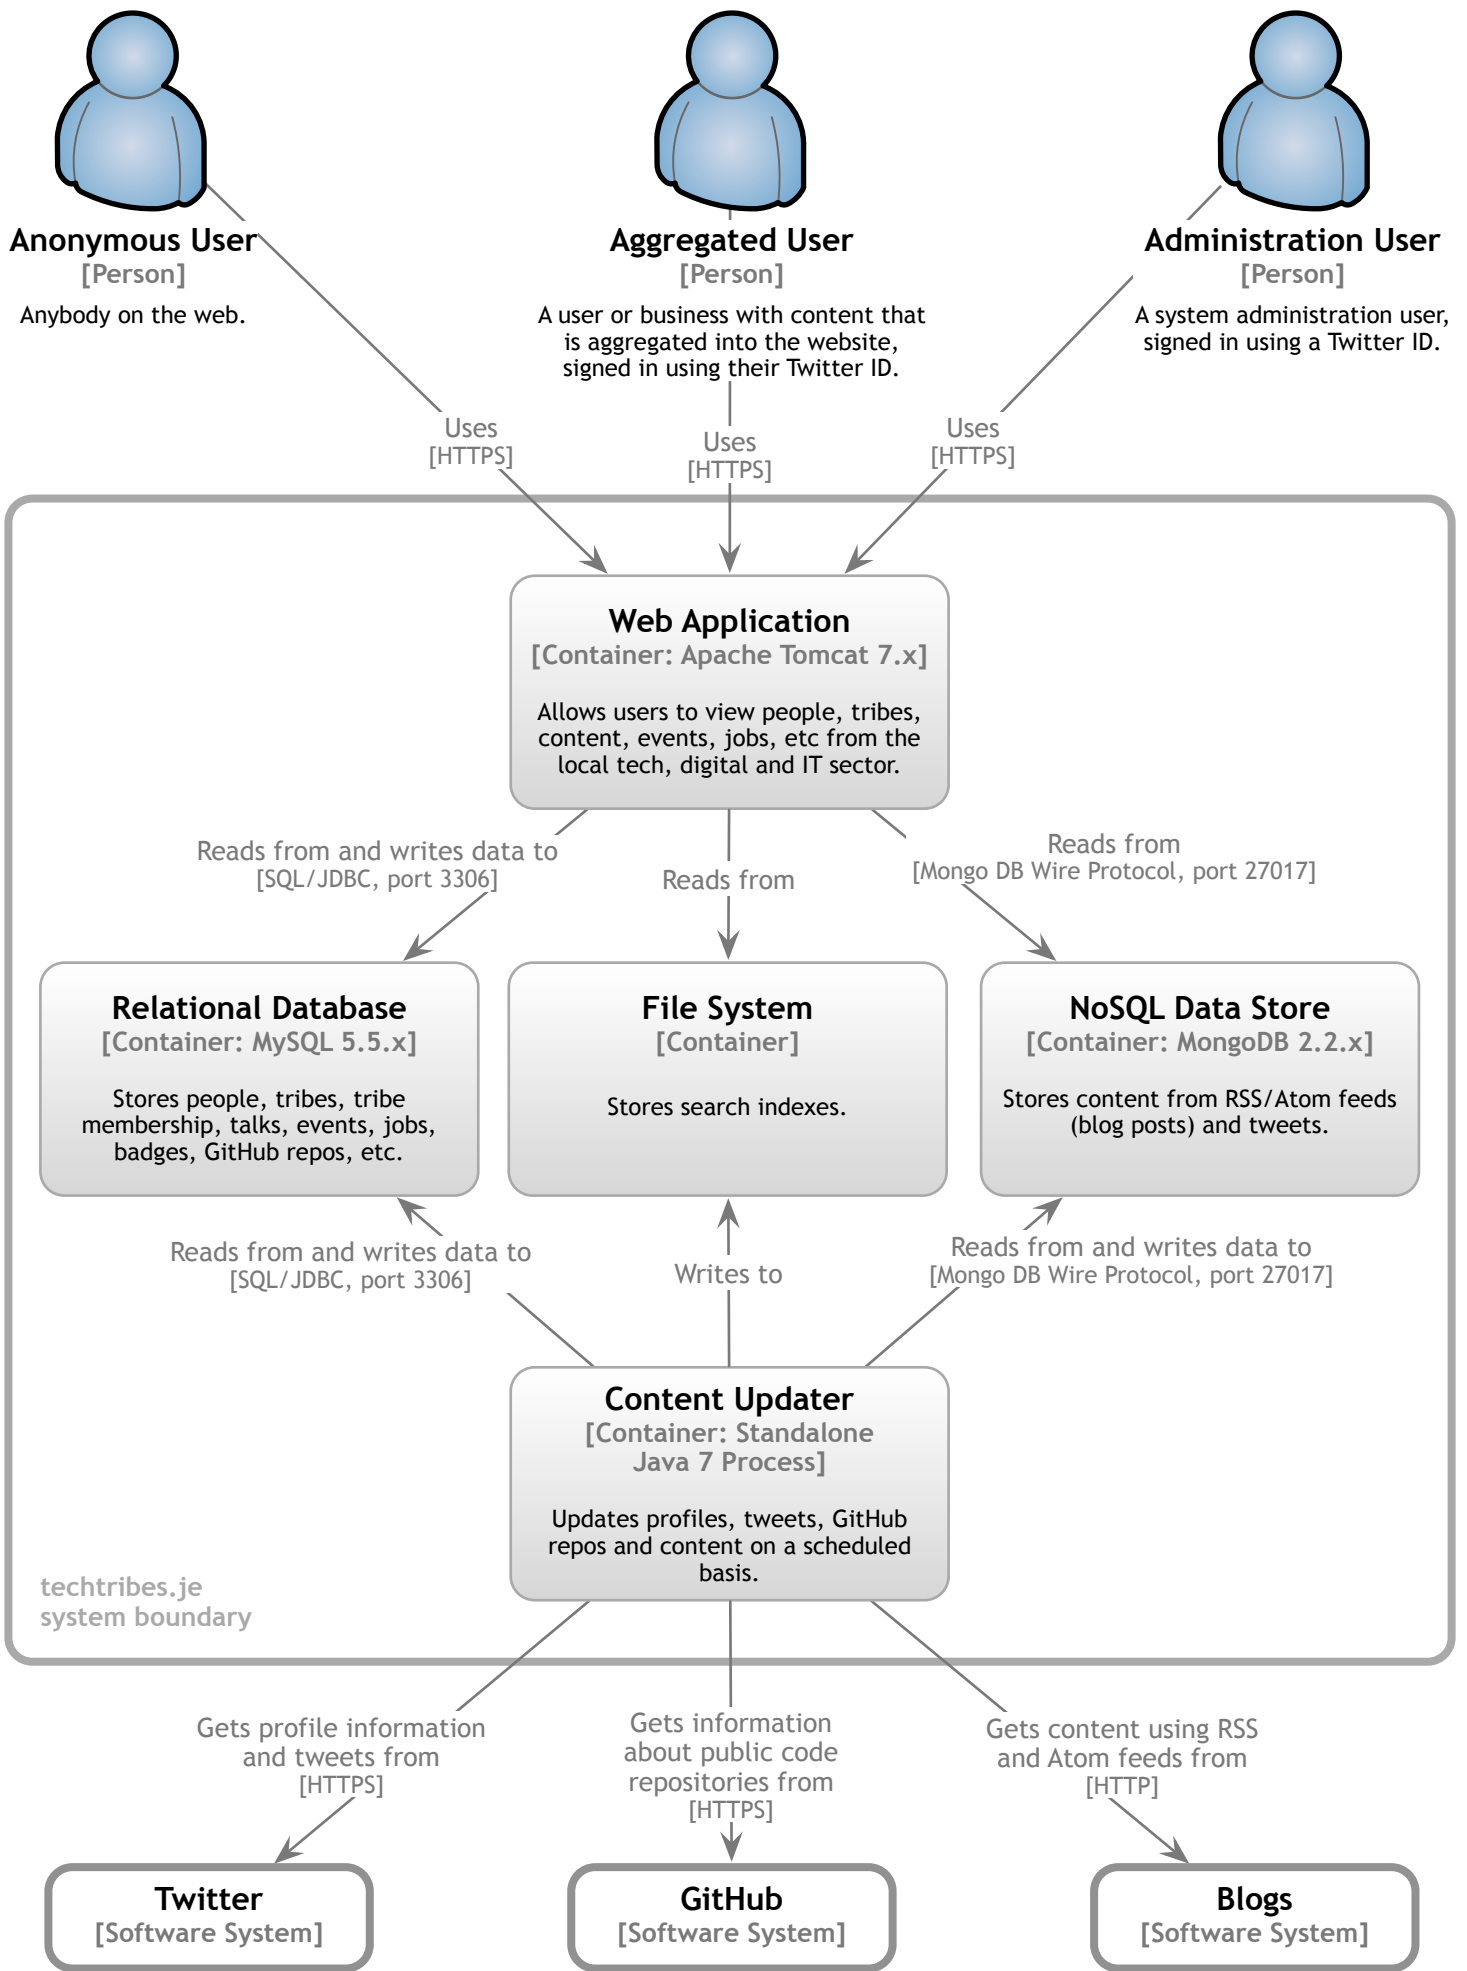 Anonymous User
[Person]
Anybody on the web.
Aggregated User
[Person]
A user or business with content that
is aggregated into the website,
signed in using their Twitter ID.
Administration User
[Person]
A system administration user,
signed in using a Twitter ID.
Uses
[HTTPS]
Uses
[HTTPS]
Uses
[HTTPS]
Web Application
[Container: Apache Tomcat 7.x]
Allows users to view people, tribes,
content, events, jobs, etc from the
local tech, digital and IT sector.
Reads from and writes data to
[SQL/JDBC, port 3306]
Reads from
Reads from
[Mongo DB Wire Protocol, port 27017]
Relational Database
[Container: MySQL 5.5.x]
Stores people, tribes, tribe
membership, talks, events, jobs,
badges, GitHub repos, etc.
File System
[Container]
Stores search indexes.
NoSQL Data Store
[Container: MongoDB 2.2.x]
Stores content from RSS/Atom feeds
(blog posts) and tweets.
Reads from and writes data to
[SQL/JDBC, port 3306]
Writes to
Reads from and writes data to
[Mongo DB Wire Protocol, port 27017]
Content Updater
[Container: Standalone
Java 7 Process]
Updates profiles, tweets, GitHub
repos and content on a scheduled
basis.
techtribes.je
system boundary
Gets profile information
and tweets from
[HTTPS]
Gets information
about public code
repositories from
[HTTPS]
Gets content using RSS
and Atom feeds from
[HTTP]
Twitter
[Software System]
GitHub
[Software System]
Blogs
[Software System]